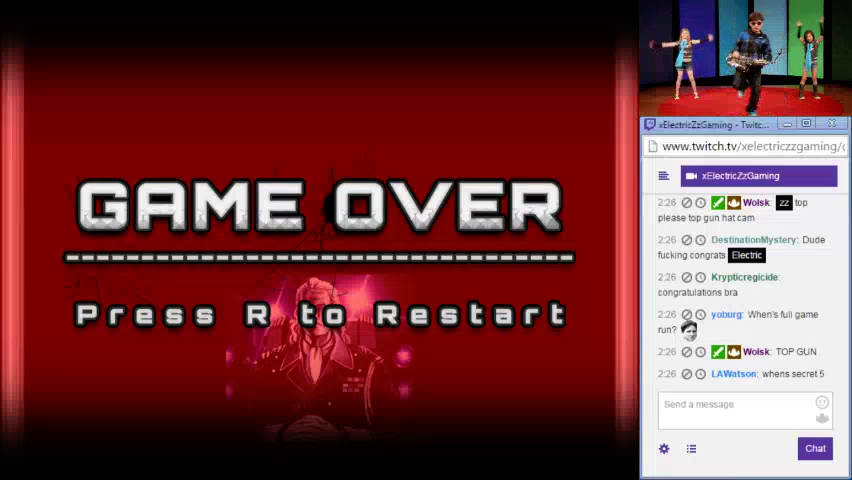 GAME OVER
Press R to Restart
xElectricZzGaming - Twitc...
www.twitch.tv/xelectriczzgaming/c
xElectricZzGaming
2:26 Wolsk: zz top
please top gun hat cam
2:26 DestinationMystery: Dude
fucking congrats Electric
2:26 Krypticregicide:
congratulations bra
2:26 yoburg: When's full game
run?
2:26 Wolsk: TOP GUN
2:26 LAWatson: whens secret 5
Send a message
Chat